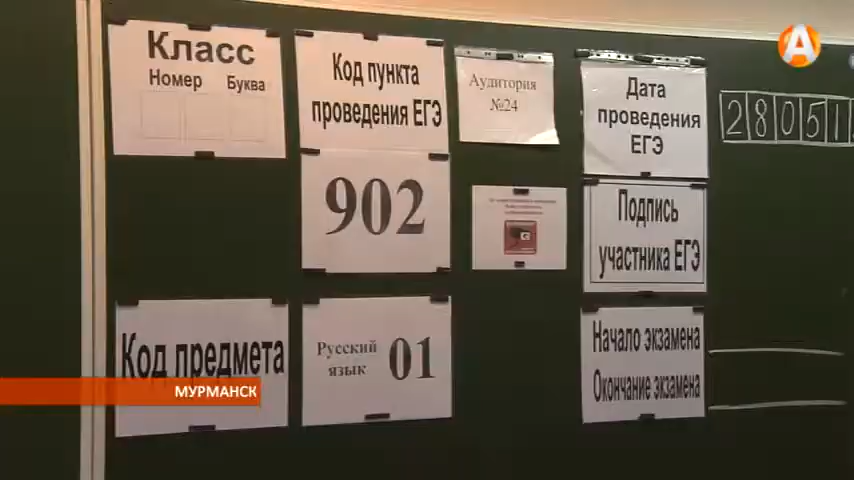 А
Класс
Номер Буква
Код пункта
проведения ЕГЭ
902
Аудитория
№24
Дата
проведения
ЕГЭ
28051
Подпись
участника ЕГЭ
Код предмета
Русский
язык
01
Начало экзамена
Окончание экзамена
МУРМАНСК